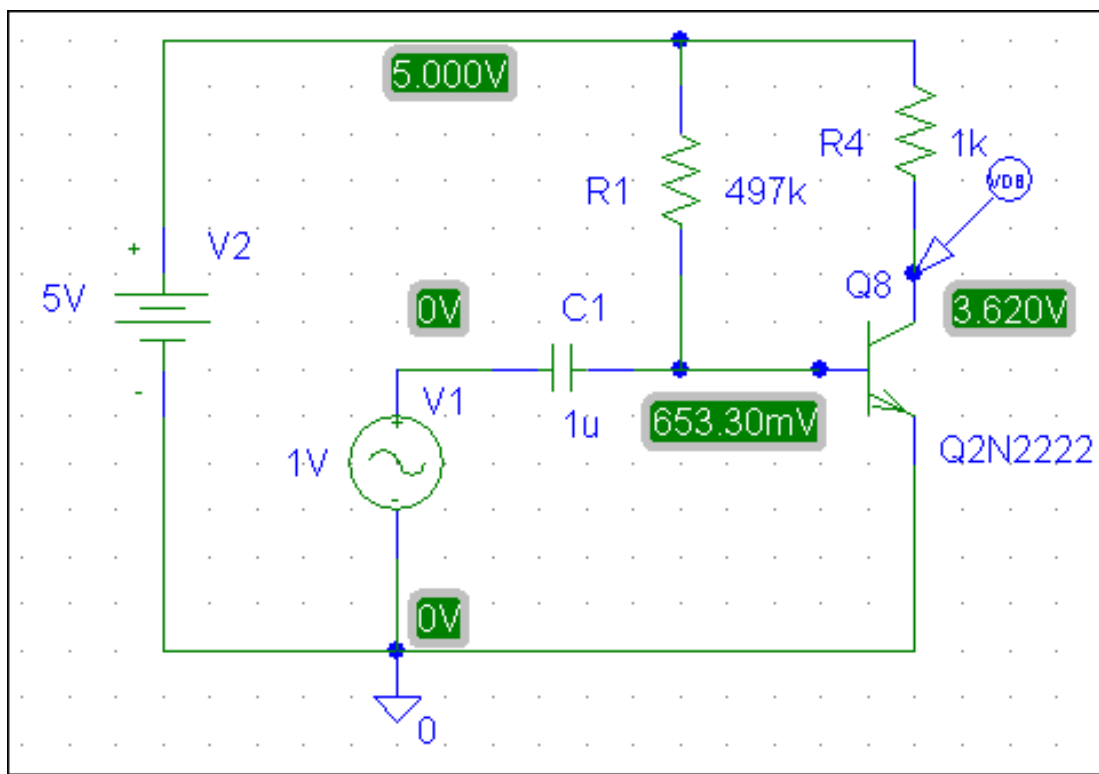 5.000V
R4
1k
VDB
R1
497k
+
V2
5V
0V
C1
Q8
3.620V
-
V1
1u
653.30mV
1V
+
-
Q2N2222
0V
0